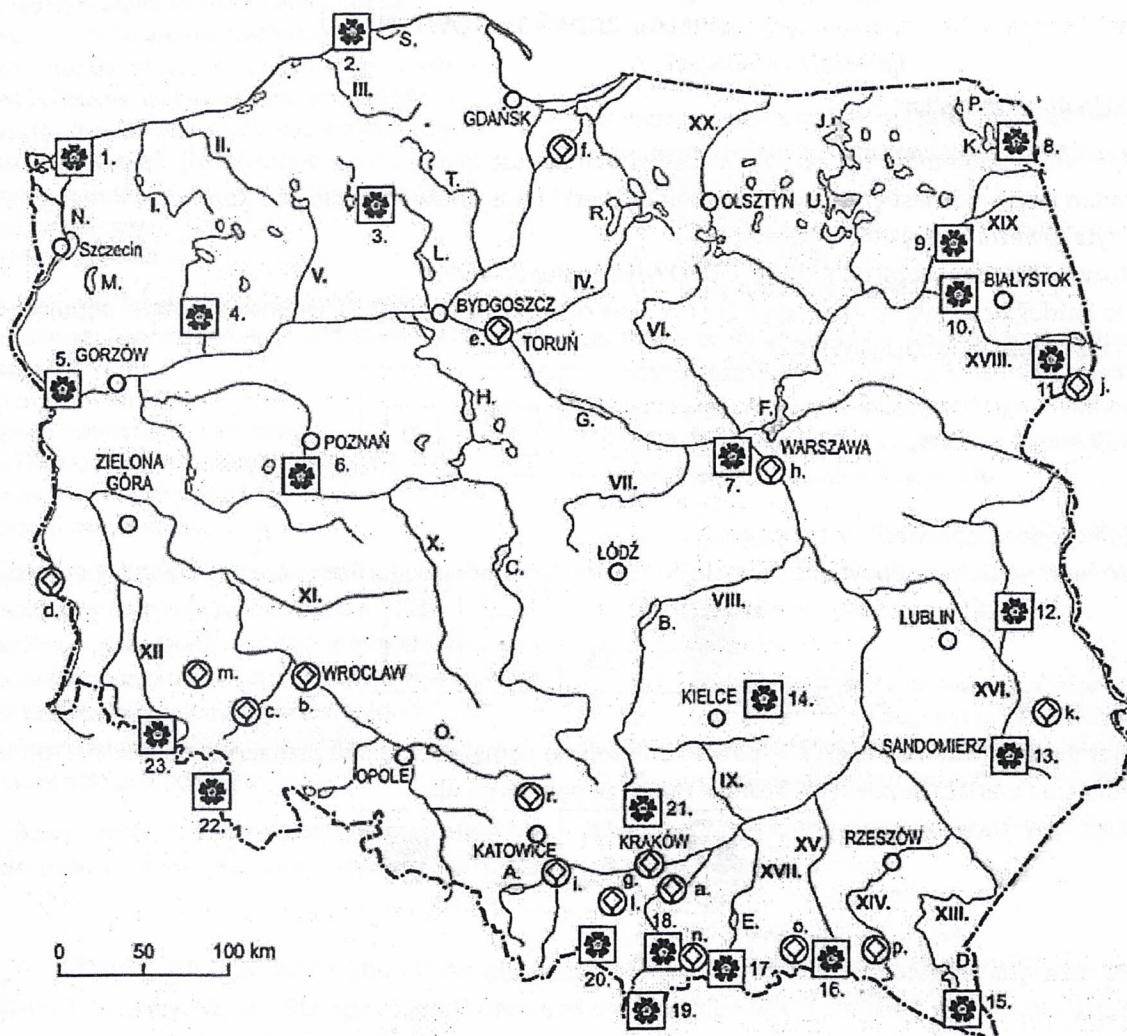 2.
S.
III.
GDAŃSK
XX.
P.
J.
K.
8.
1.
II.
f.
I.
T.
R.
OLSZTYN
U.
N.
3.
XIX
Szczecin
M.
L.
9.
V.
IV.
BIAŁYSTOK
4.
BYDGOSZCZ
VI.
10.
e.
TORUŃ
XVIII.
5.
GORZÓW
11
j.
H.
G.
F.
POZNAŃ
WARSZAWA
6.
7.
h.
ZIELONA
GÓRA
VII.
X.
C.
ŁÓDŹ
d.
XI.
VIII.
B.
LUBLIN
12.
XII
m.
WROCŁAW
XVI.
b.
c.
KIELCE
14.
k.
O.
SANDOMIERZ
23.
OPOLE
13.
IX.
22.
r.
21.
XV.
RZESZÓW
KATOWICE
KRAKÓW
A.
i.
g.
a.
XVII.
XIV.
XIII.
l.
0 50 100 km
18.
n.
E.
o.
p.
D.
20.
17.
16.
19.
15.